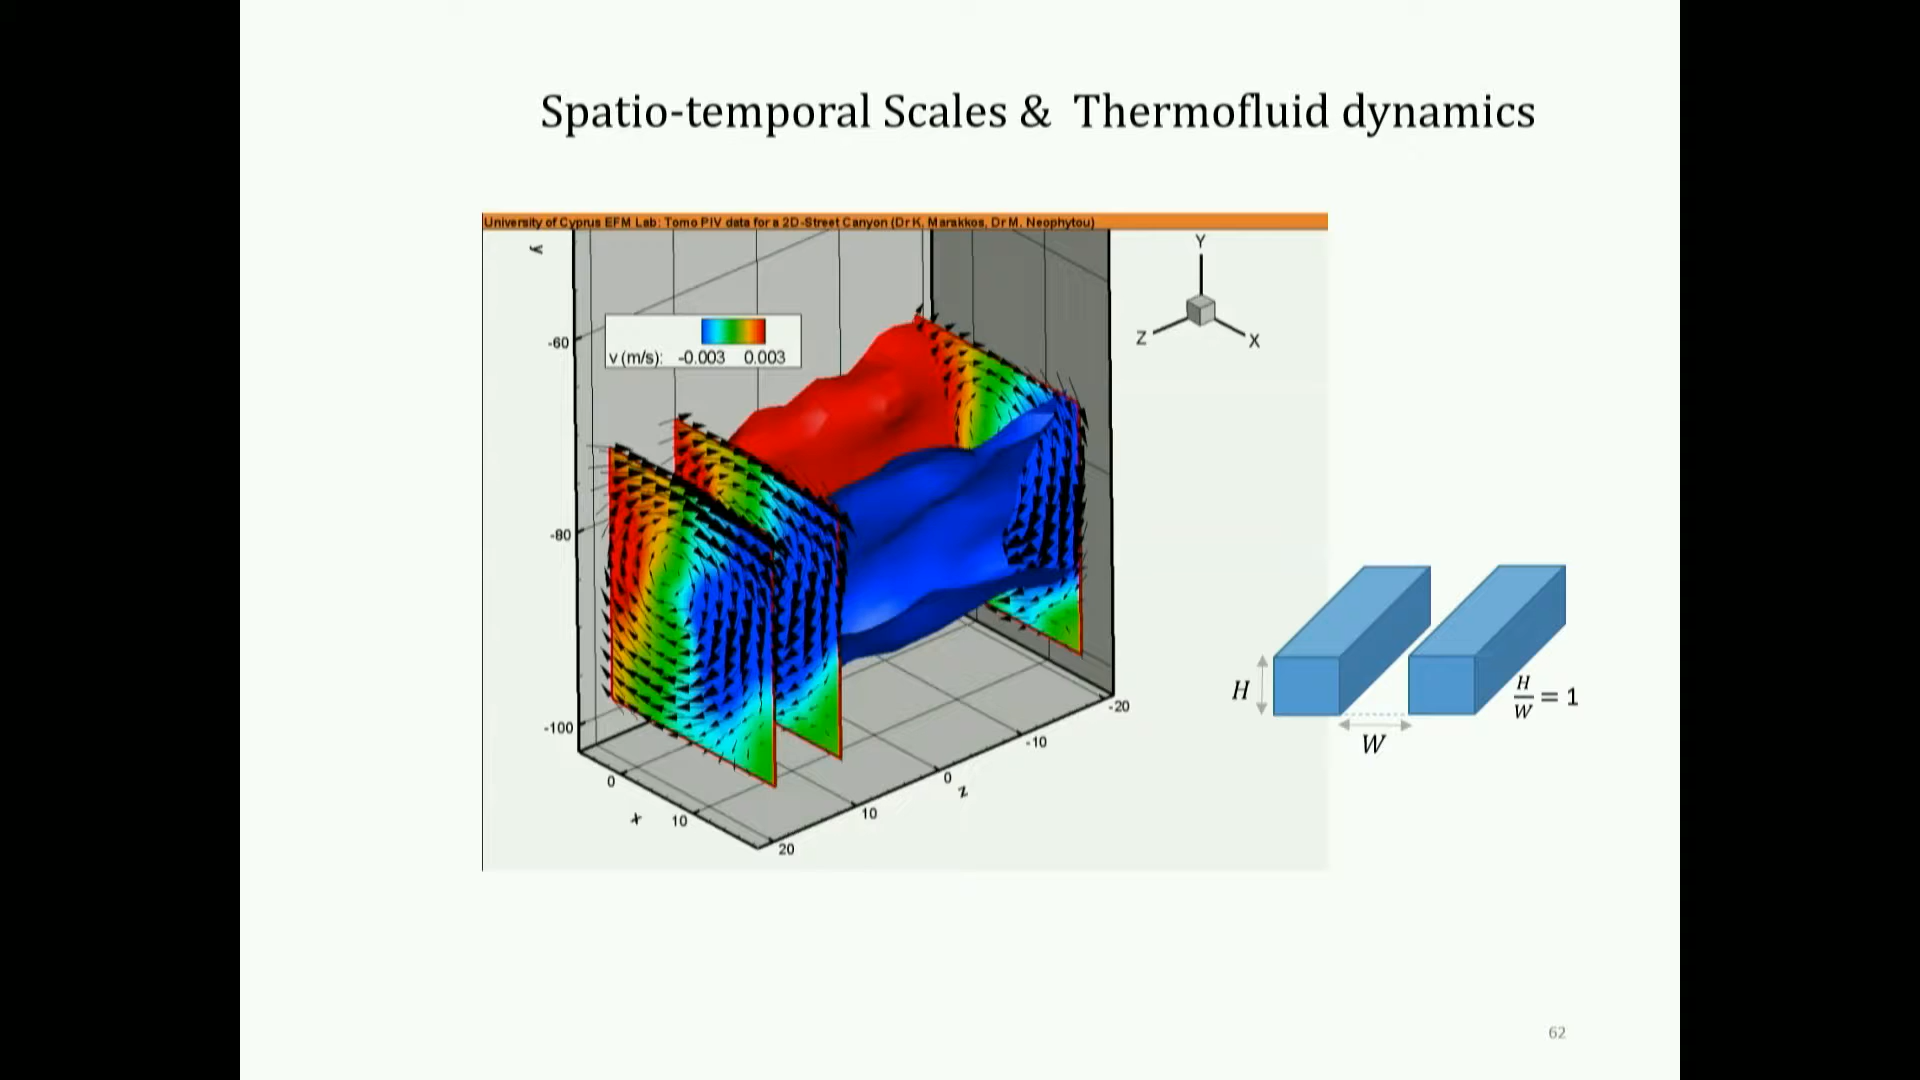 Spatio-temporal Scales & Thermofluid dynamics
University of Cyprus EFM Lab: Tomo PIV data for a 2D-Street Canyon (Dr K. Marakkos, Dr M. Neophytou)
y
Y
Z
X
v (m/s): -0.003 0.003
-60
-80
-100
0
x
10
20
10
0
z
-10
-20
H
W
H
W
= 1
62